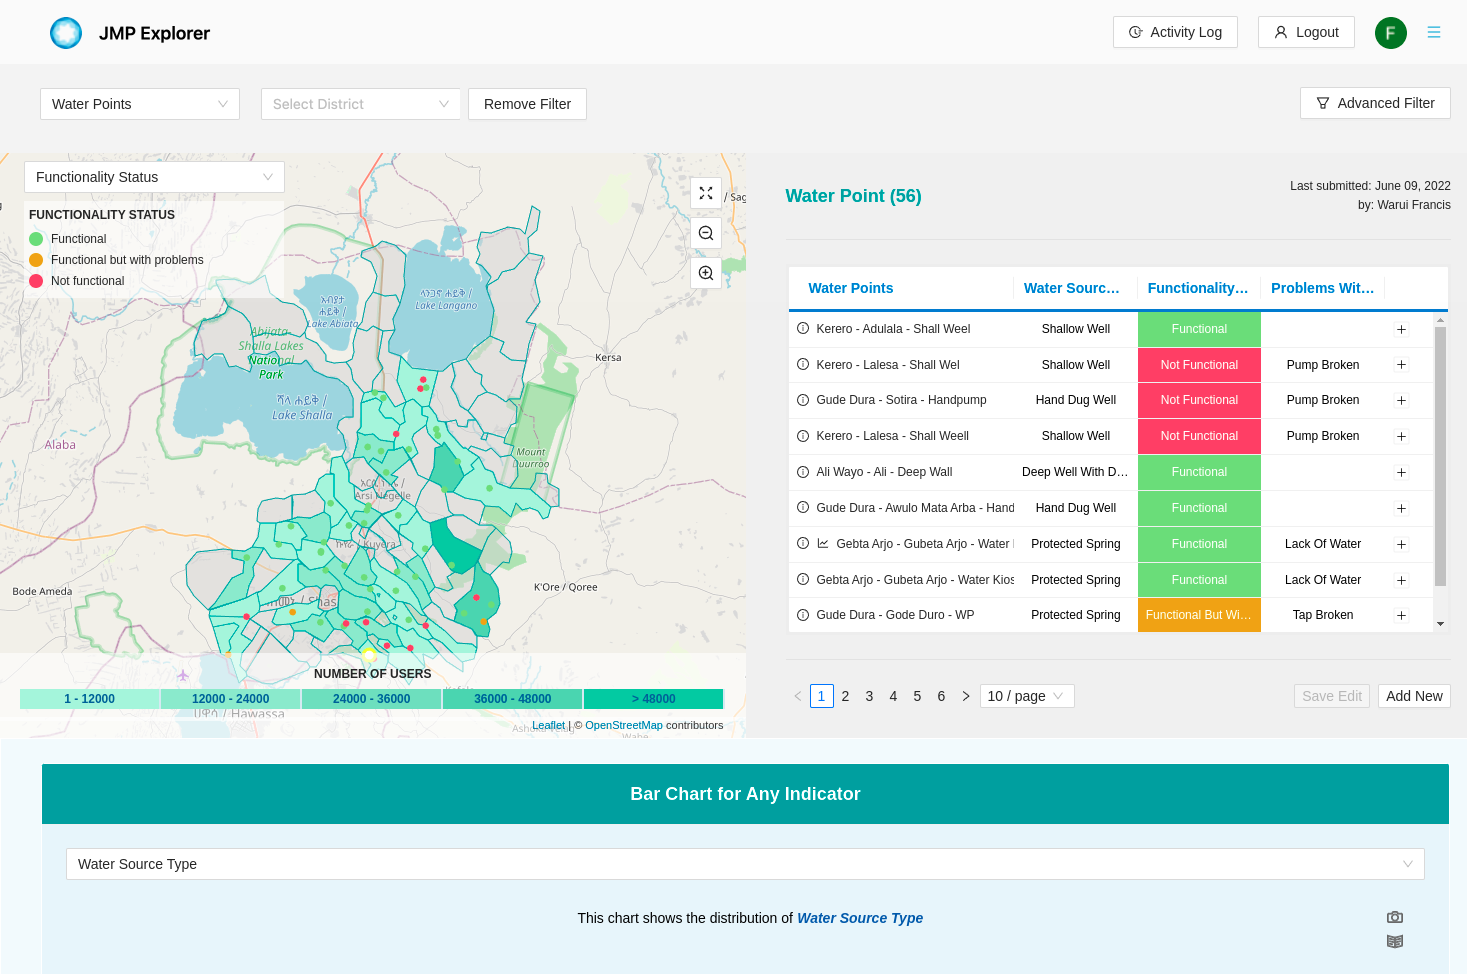 JMP Explorer
Activity Log
Logout
F
Water Points
Select District
Remove Filter
Advanced Filter
Functionality Status
FUNCTIONALITY STATUS
Functional
Functional but with problems
Not functional
/ Sag
ላንጋኖ ሐይቅ /
Lake Langano
አብያታ
ሐይቅ /
Lake Abiata
Abijata
Shalla Lakes
National
Park
ሻላ ሐይቅ /
Lake Shalla
Kersa
Alaba
Mount
Duurroo
Arsi Negelle
/ Kuyera
K'Ore / Qoree
Bode Ameda
NUMBER OF USERS
1 - 12000
12000 - 24000
24000 - 36000
36000 - 48000
> 48000
ሀዋሳ / Hawassa
Leaflet | © OpenStreetMap contributors
Water Point (56)
Last submitted: June 09, 2022
by: Warui Francis
Water Points Water Sourc… Functionality… Problems Wit…
Kerero - Adulala - Shall Weel Shallow Well Functional +
Kerero - Lalesa - Shall Wel Shallow Well Not Functional Pump Broken +
Gude Dura - Sotira - Handpump Hand Dug Well Not Functional Pump Broken +
Kerero - Lalesa - Shall Weell Shallow Well Not Functional Pump Broken +
Ali Wayo - Ali - Deep Wall Deep Well With D… Functional +
Gude Dura - Awulo Mata Arba - Hand Hand Dug Well Functional +
Gebta Arjo - Gubeta Arjo - Water Protected Spring Functional Lack Of Water +
Gebta Arjo - Gubeta Arjo - Water Kios Protected Spring Functional Lack Of Water +
Gude Dura - Gode Duro - WP Protected Spring Functional But Wi… Tap Broken +
< 1 2 3 4 5 6 > 10 / page
Save Edit
Add New
Bar Chart for Any Indicator
Water Source Type
This chart shows the distribution of Water Source Type